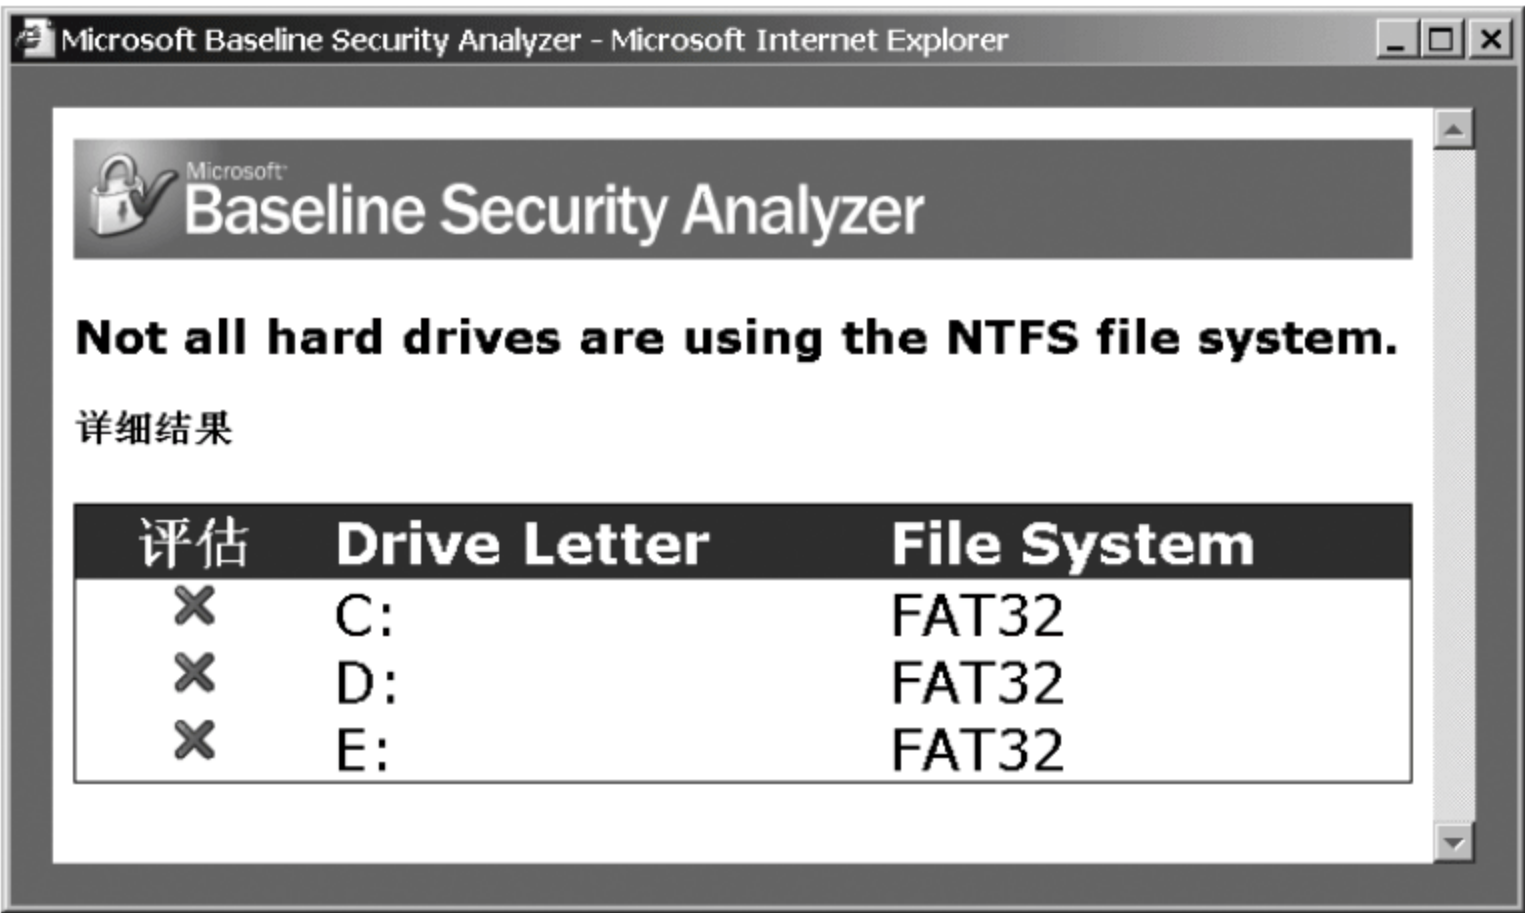 Microsoft Baseline Security Analyzer - Microsoft Internet Explorer
Microsoft
Baseline Security Analyzer
Not all hard drives are using the NTFS file system.
详细结果
评估 Drive Letter File System
C: FAT32
D: FAT32
E: FAT32